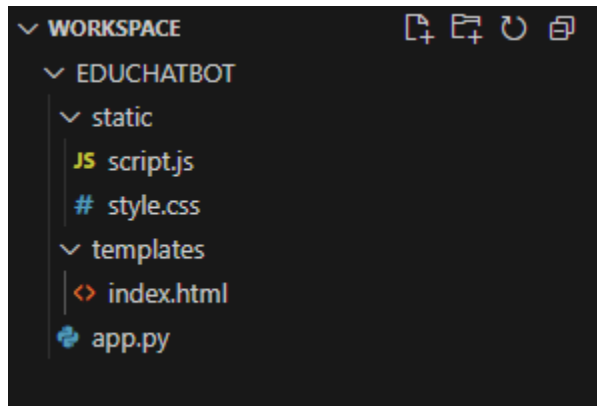 WORKSPACE
EDUCHATBOT
static
JS script.js
# style.css
templates
<> index.html
app.py